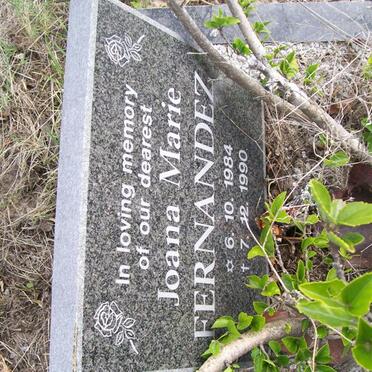 In loving memory
of our dearest
Joana Marie
FERNANDEZ
☆ 6. 10. 1984
† 7. 12. 1990